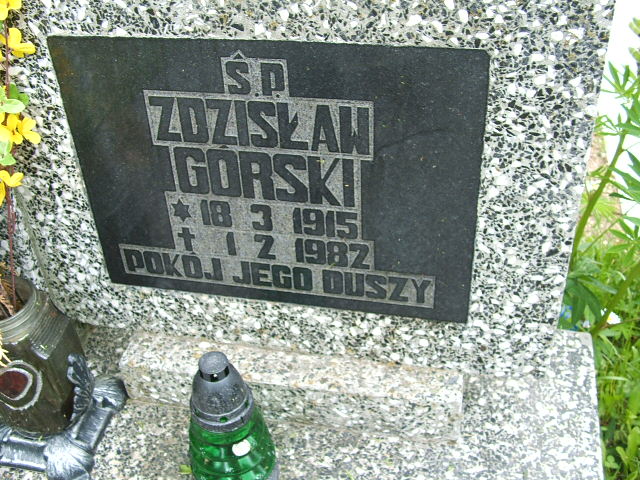 Ś.P.
ZDZISŁAW
GÓRSKI
✶ 18 3 1915
✝ 1 2 1982
POKÓJ JEGO DUSZY